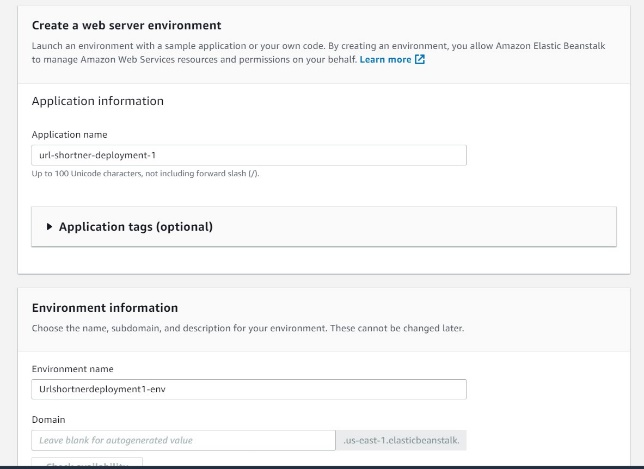 Create a web server environment
Launch an environment with a sample application or your own code. By creating an environment, you allow Amazon Elastic Beanstalk
to manage Amazon Web Services resources and permissions on your behalf. Learn more
Application information
Application name
url-shortner-deployment-1
Up to 100 Unicode characters, not including forward slash (/).
Application tags (optional)
Environment information
Choose the name, subdomain, and description for your environment. These cannot be changed later.
Environment name
Urlshortnerdeployment1-env
Domain
Leave blank for autogenerated value .us-east-1.elasticbeanstalk.
Check availability